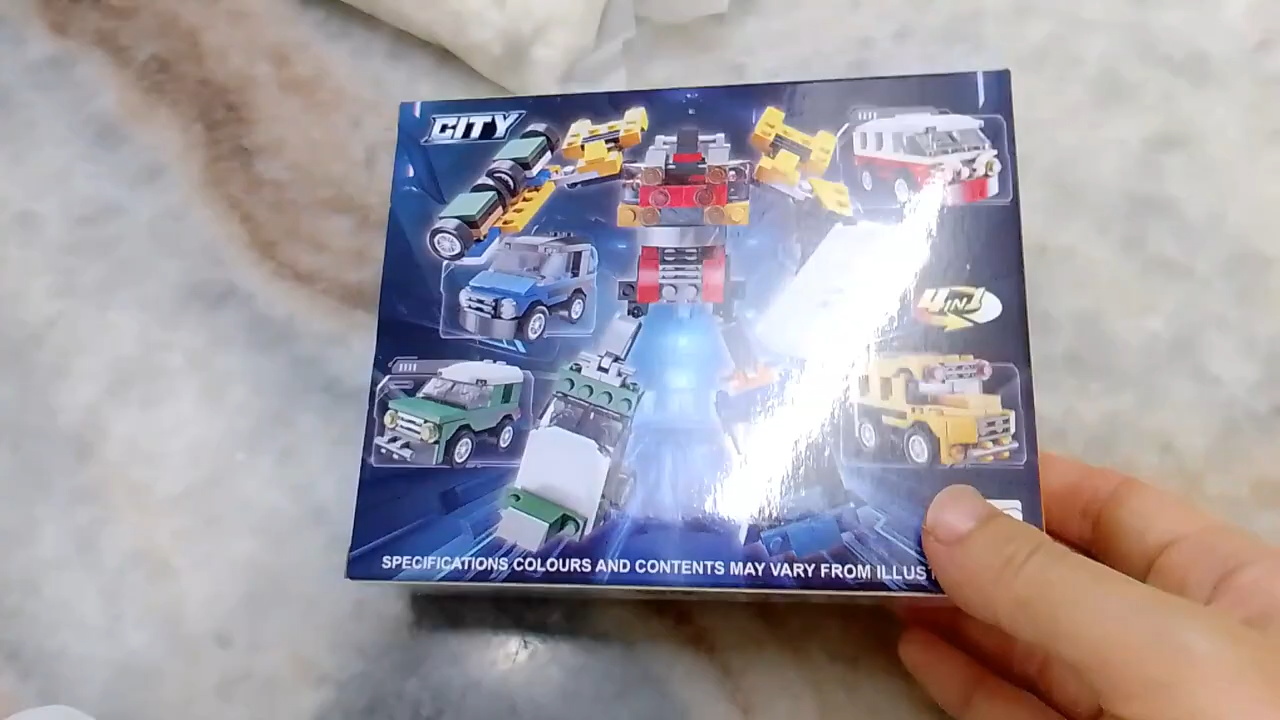 CITY
4 IN 1
SPECIFICATIONS COLOURS AND CONTENTS MAY VARY FROM ILLUST